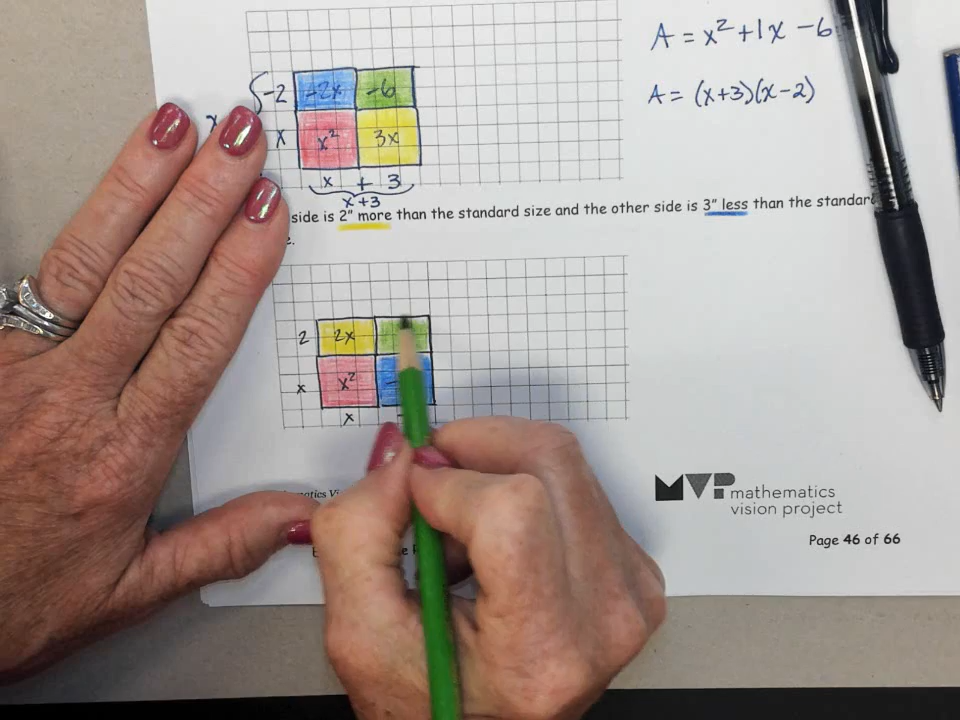 A = x² + 1x - 6
-2 -2x -6
A = (x+3)(x-2)
x x² 3x
x + 3
x+3
side is 2" more than the standard size and the other side is 3" less than the standard
2 2x
x x²
x
MVP mathematics
vision project
Page 46 of 66